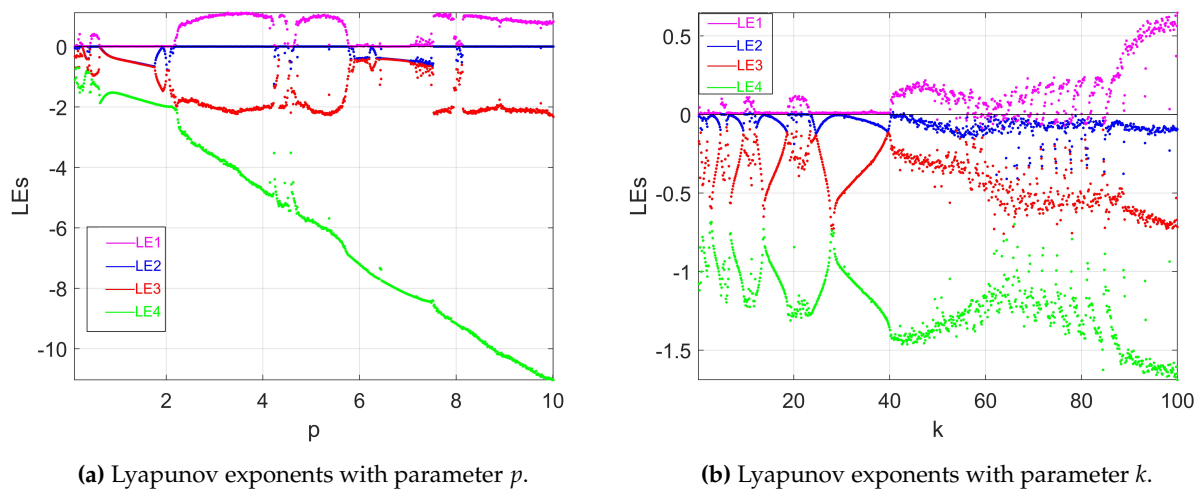 0
-2
-4
-6
-8
-10
LEs
LE1
LE2
LE3
LE4
2
4
6
8
10
p
(a) Lyapunov exponents with parameter p.
0.5
0
-0.5
-1
-1.5
LEs
LE1
LE2
LE3
LE4
20
40
60
80
100
k
(b) Lyapunov exponents with parameter k.